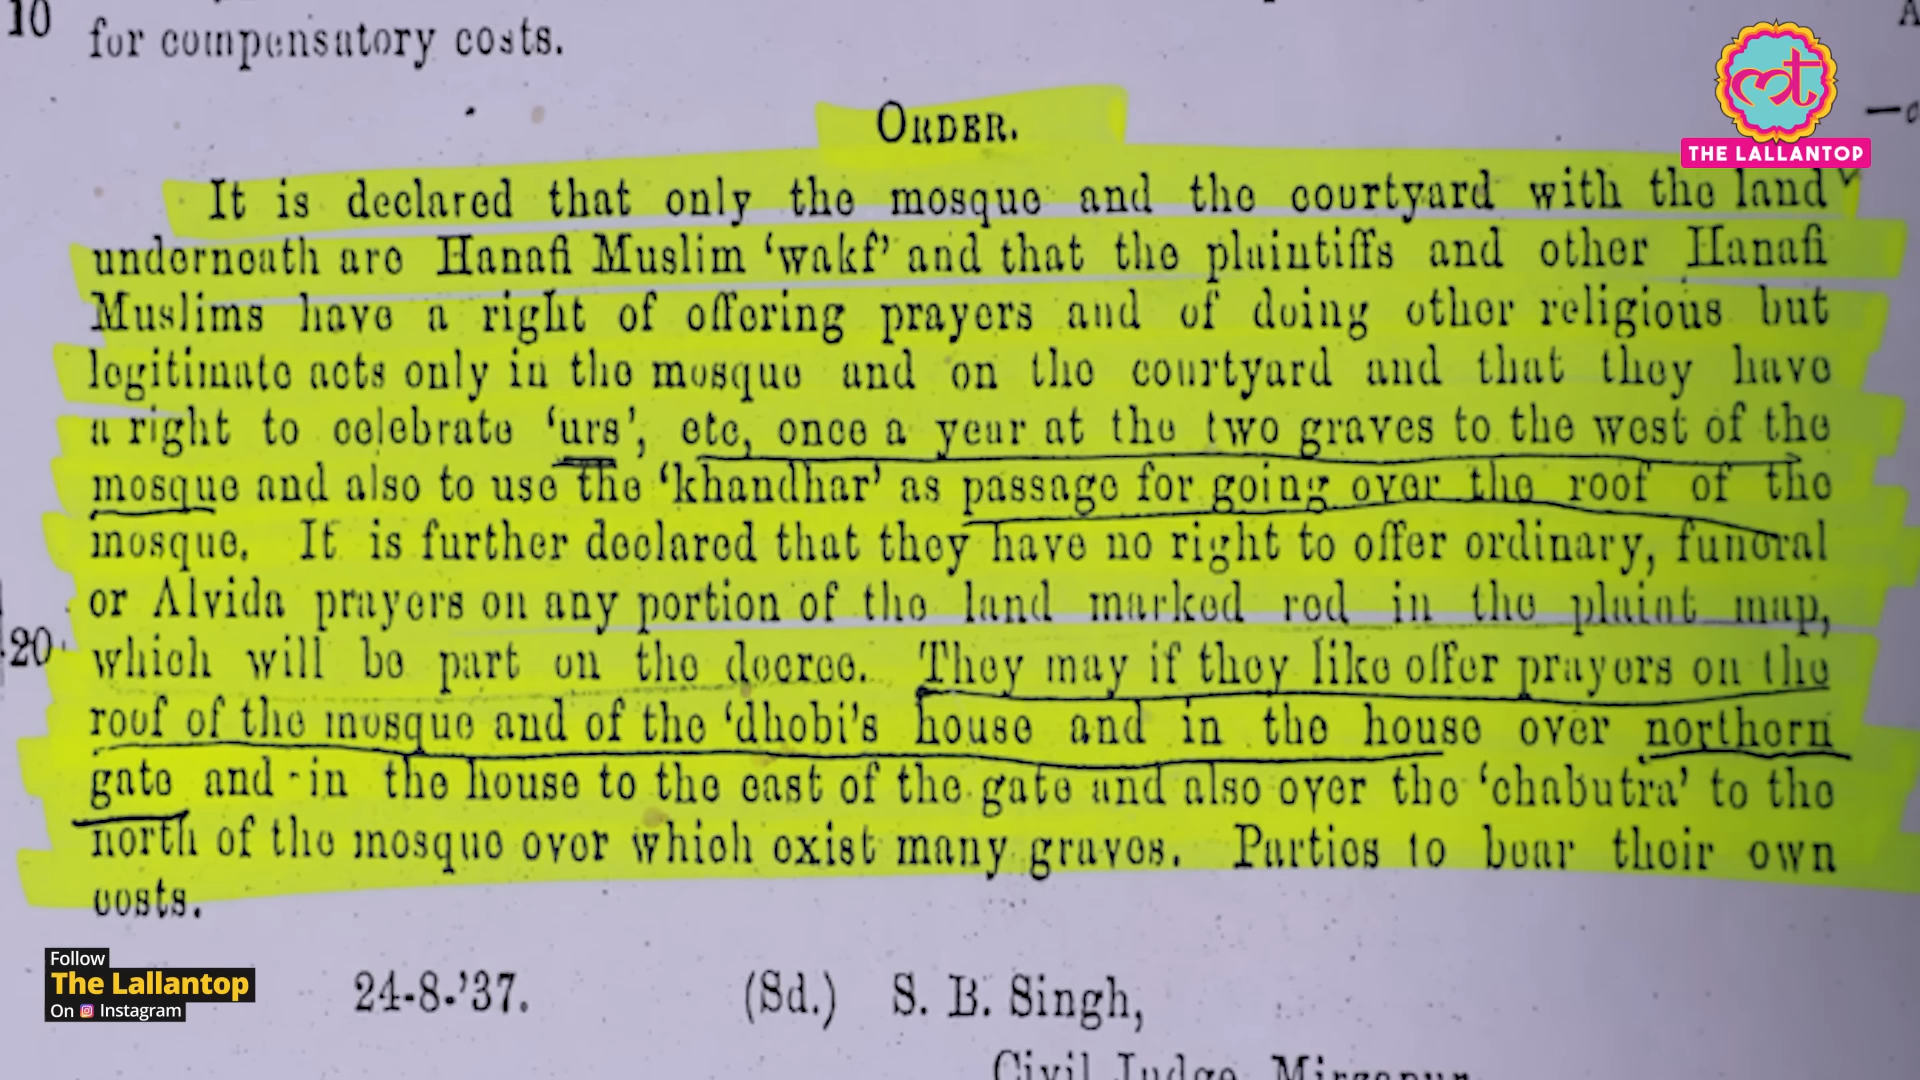 10
for compensatory costs.
THE LALLANTOP
ORDER.
It is declared that only the mosque and the courtyard with the land
underneath are Hanafi Muslim ‘wakf’ and that the plaintiffs and other Hanafi
Muslims have a right of offering prayers and of doing other religious but
legitimate acts only in the mosque and on the courtyard and that they have
a right to celebrate ‘urs’, etc, once a year at the two graves to the west of the
mosque and also to use the ‘khandhar’ as passage for going over the roof of the
mosque. It is further declared that they have no right to offer ordinary, funeral
or Alvida prayers on any portion of the land marked red in the plaint map,
20
which will be part on the decree. They may if they like offer prayers on the
roof of the mosque and of the ‘dhobi’s house and in the house over northern
gate and in the house to the east of the gate and also over the ‘chabutra’ to the
north of the mosque over which exist many graves. Parties to bear their own
costs.
24-8-’37. (Sd.) S. B. Singh,
Civil Judge, Mirzapur
Follow
The Lallantop
On Instagram